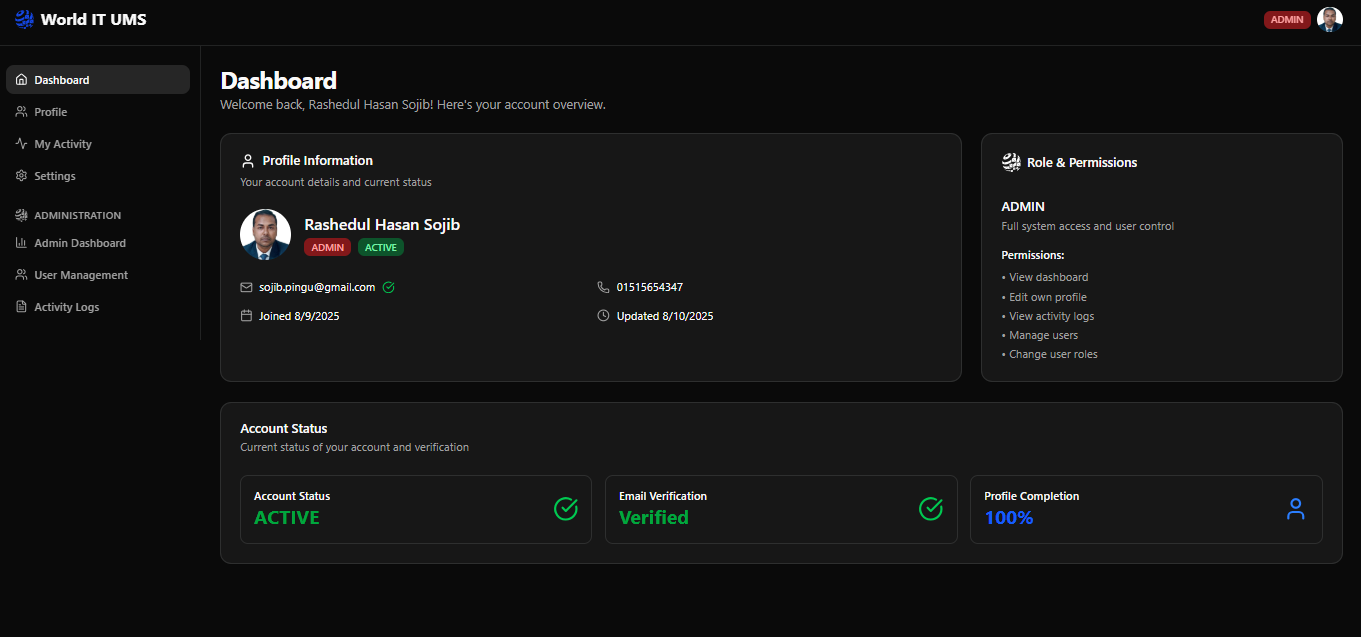 World IT UMS
ADMIN
Dashboard
Profile
My Activity
Settings
ADMINISTRATION
Admin Dashboard
User Management
Activity Logs
Dashboard
Welcome back, Rashedul Hasan Sojib! Here's your account overview.
Profile Information
Your account details and current status
Rashedul Hasan Sojib
ADMIN ACTIVE
sojib.pingu@gmail.com
01515654347
Joined 8/9/2025
Updated 8/10/2025
Role & Permissions
ADMIN
Full system access and user control
Permissions:
• View dashboard
• Edit own profile
• View activity logs
• Manage users
• Change user roles
Account Status
Current status of your account and verification
Account Status
ACTIVE
Email Verification
Verified
Profile Completion
100%